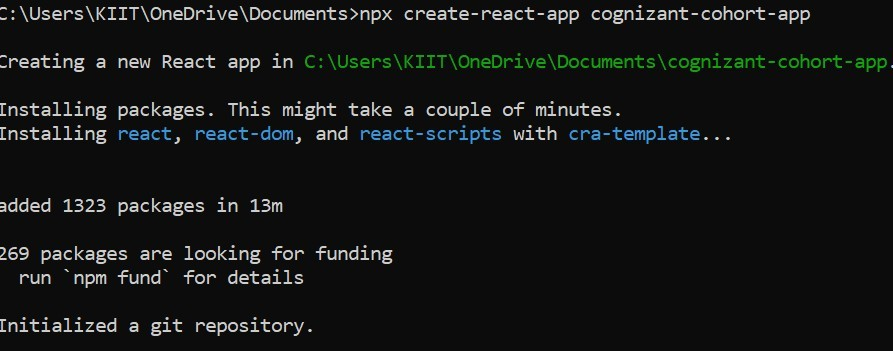 C:\Users\KIIT\OneDrive\Documents>npx create-react-app cognizant-cohort-app
Creating a new React app in C:\Users\KIIT\OneDrive\Documents\cognizant-cohort-app.
Installing packages. This might take a couple of minutes.
Installing react, react-dom, and react-scripts with cra-template...
added 1323 packages in 13m
269 packages are looking for funding
run `npm fund` for details
Initialized a git repository.